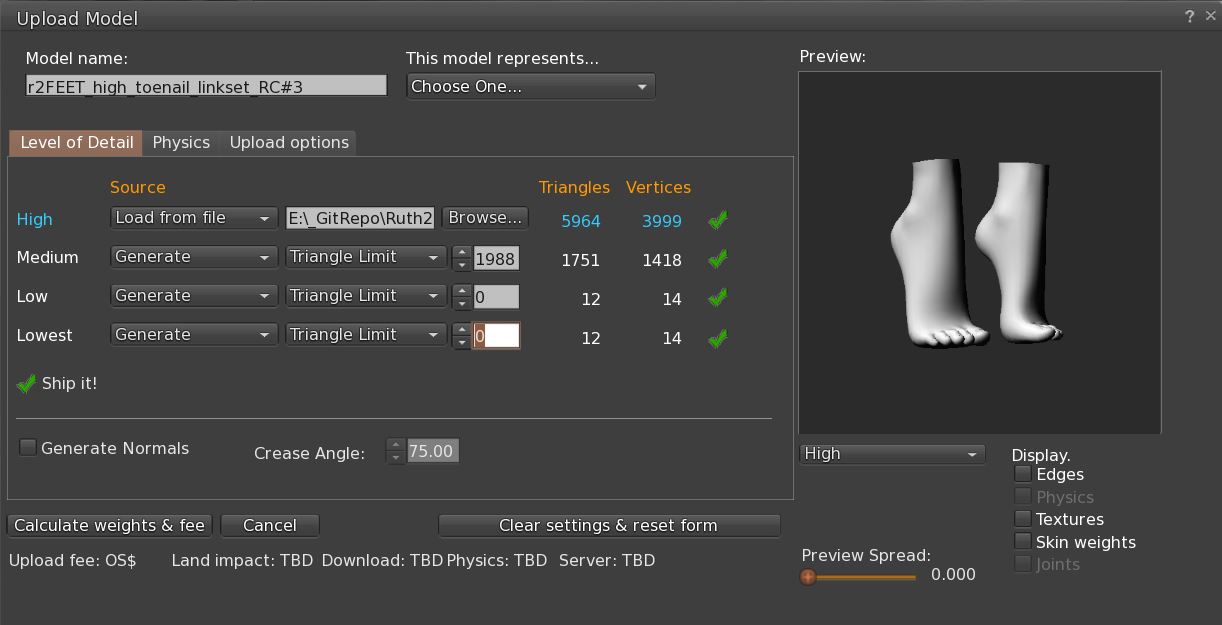 Upload Model ? ×
Model name:
This model represents...
Preview:
r2FEET_high_toenail_linkset_RC#3
Choose One...
Level of Detail Physics Upload options
Source Triangles Vertices
High Load from file E:\_GitRepo\Ruth2 Browse... 5964 3999
Medium Generate Triangle Limit 1988 1751 1418
Low Generate Triangle Limit 0 12 14
Lowest Generate Triangle Limit 0 12 14
Ship it!
Generate Normals Crease Angle: 75.00
High
Display.
Edges
Physics
Textures
Skin weights
Joints
Calculate weights & fee Cancel Clear settings & reset form
Upload fee: OS$ Land impact: TBD Download: TBD Physics: TBD Server: TBD
Preview Spread: 0.000